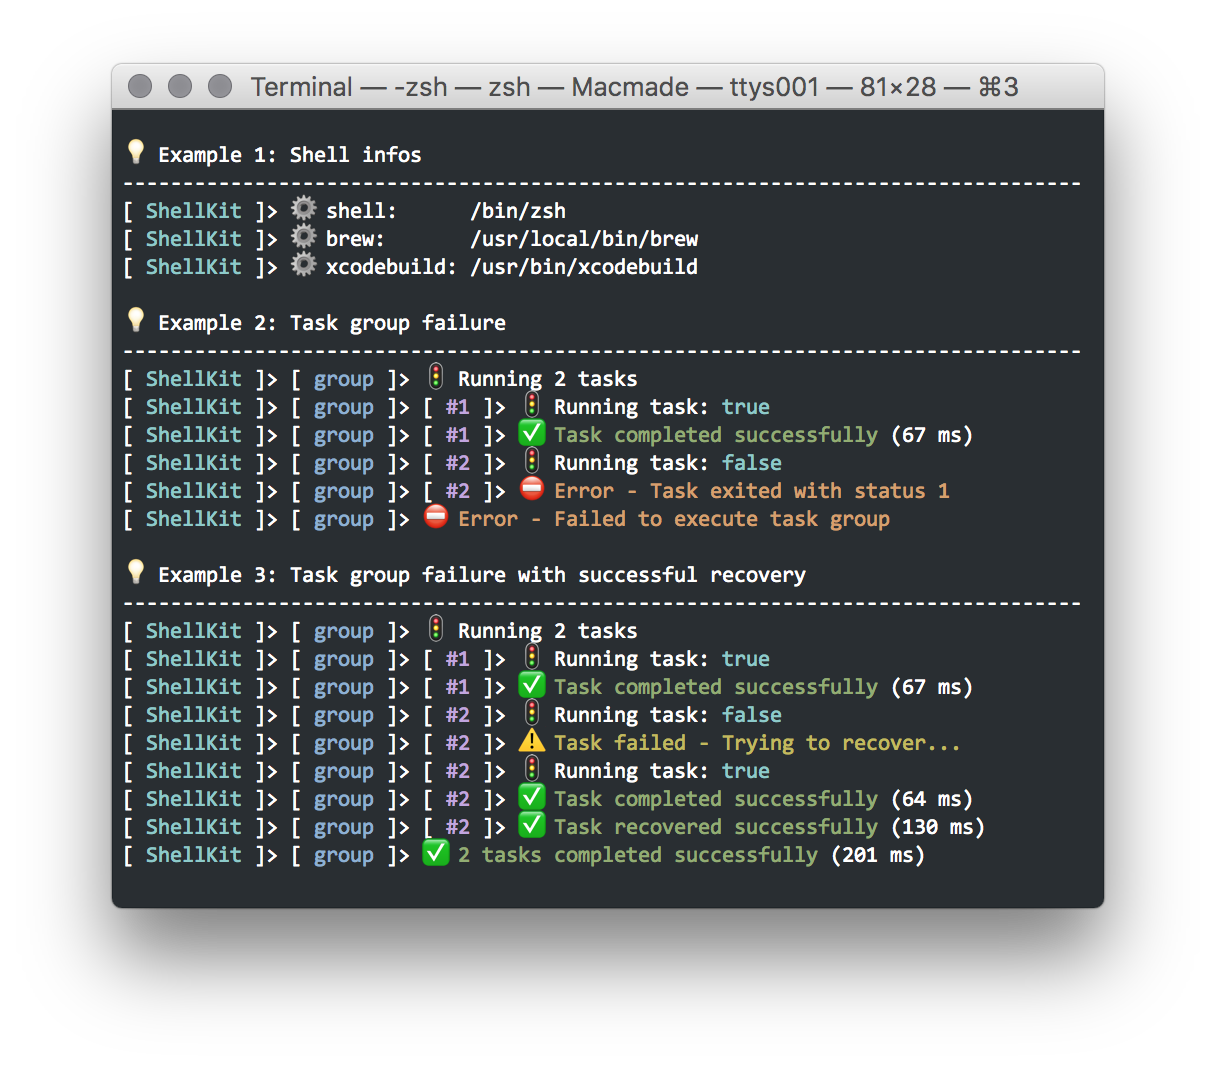 Terminal — -zsh — zsh — Macmade — ttys001 — 81×28 — ⌘3
💡 Example 1: Shell infos
--------------------------------------------------------------------------------
[ ShellKit ]> ⚙️ shell:      /bin/zsh
[ ShellKit ]> ⚙️ brew:       /usr/local/bin/brew
[ ShellKit ]> ⚙️ xcodebuild: /usr/bin/xcodebuild
💡 Example 2: Task group failure
--------------------------------------------------------------------------------
[ ShellKit ]> [ group ]> 🚦 Running 2 tasks
[ ShellKit ]> [ group ]> [ #1 ]> 🚦 Running task: true
[ ShellKit ]> [ group ]> [ #1 ]> ✅ Task completed successfully (67 ms)
[ ShellKit ]> [ group ]> [ #2 ]> 🚦 Running task: false
[ ShellKit ]> [ group ]> [ #2 ]> ⛔ Error - Task exited with status 1
[ ShellKit ]> [ group ]> ⛔ Error - Failed to execute task group
💡 Example 3: Task group failure with successful recovery
--------------------------------------------------------------------------------
[ ShellKit ]> [ group ]> 🚦 Running 2 tasks
[ ShellKit ]> [ group ]> [ #1 ]> 🚦 Running task: true
[ ShellKit ]> [ group ]> [ #1 ]> ✅ Task completed successfully (67 ms)
[ ShellKit ]> [ group ]> [ #2 ]> 🚦 Running task: false
[ ShellKit ]> [ group ]> [ #2 ]> ⚠️ Task failed - Trying to recover...
[ ShellKit ]> [ group ]> [ #2 ]> 🚦 Running task: true
[ ShellKit ]> [ group ]> [ #2 ]> ✅ Task completed successfully (64 ms)
[ ShellKit ]> [ group ]> [ #2 ]> ✅ Task recovered successfully (130 ms)
[ ShellKit ]> [ group ]> ✅ 2 tasks completed successfully (201 ms)